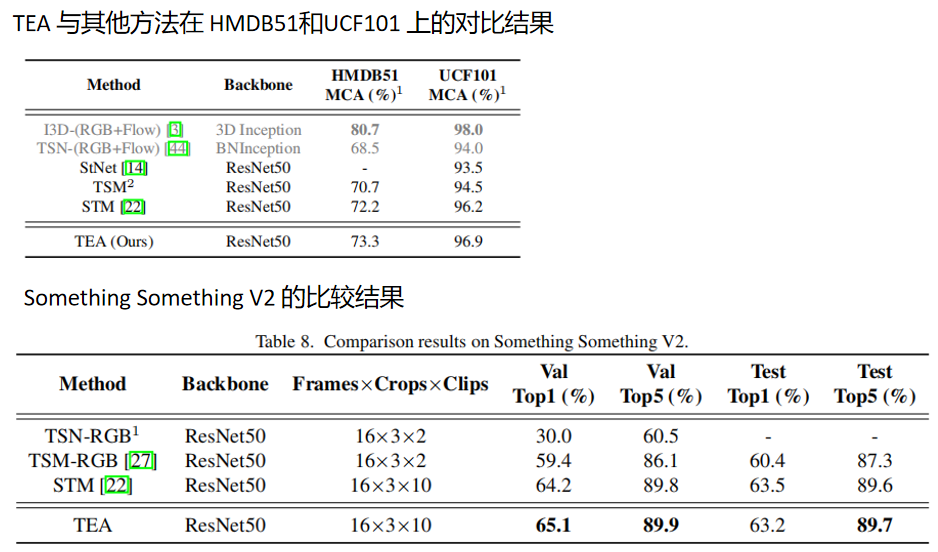 TEA 与其他方法在 HMDB51和UCF101 上的对比结果
Method Backbone HMDB51 MCA (%)¹ UCF101 MCA (%)¹
I3D-(RGB+Flow) [3] 3D Inception 80.7 98.0
TSN-(RGB+Flow) [44] BNInception 68.5 94.0
StNet [14] ResNet50 - 93.5
TSM² ResNet50 70.7 94.5
STM [22] ResNet50 72.2 96.2
TEA (Ours) ResNet50 73.3 96.9
Something Something V2 的比较结果
Table 8. Comparison results on Something Something V2.
Method Backbone Frames×Crops×Clips Val Top1 (%) Val Top5 (%) Test Top1 (%) Test Top5 (%)
TSN-RGB¹ ResNet50 16×3×2 30.0 60.5 - -
TSM-RGB [27] ResNet50 16×3×2 59.4 86.1 60.4 87.3
STM [22] ResNet50 16×3×10 64.2 89.8 63.5 89.6
TEA ResNet50 16×3×10 65.1 89.9 63.2 89.7